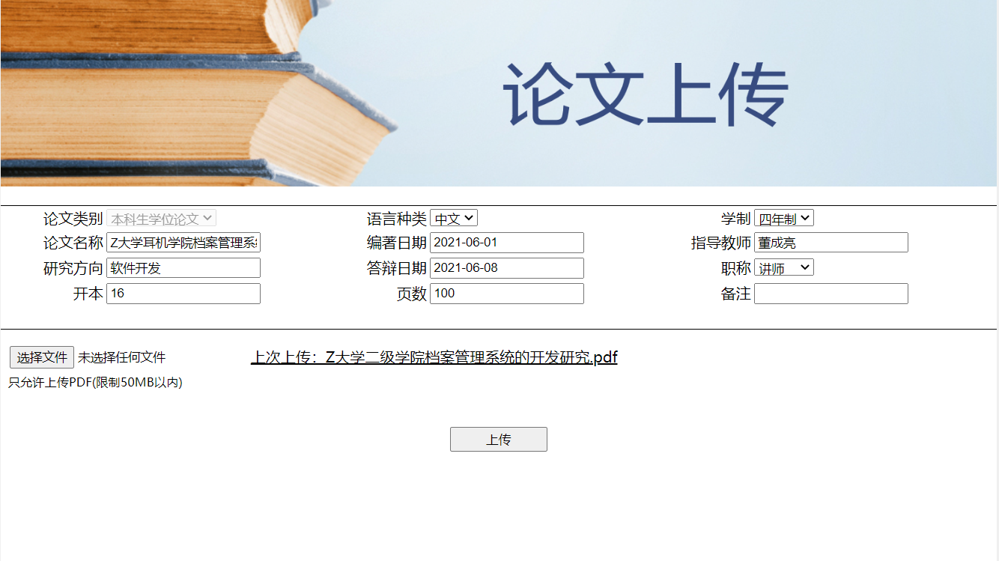 论文上传
论文类别 本科生学位论文 语言种类 中文 学制 四年制
论文名称 Z大学耳机学院档案管理系 编著日期 2021-06-01 指导教师 董成亮
研究方向 软件开发 答辩日期 2021-06-08 职称 讲师
开本 16 页数 100 备注
选择文件 未选择任何文件 上次上传：Z大学二级学院档案管理系统的开发研究.pdf
只允许上传PDF(限制50MB以内)
上传